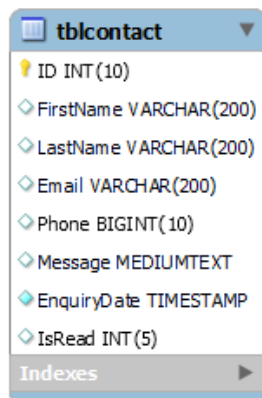 tblcontact
ID INT(10)
FirstName VARCHAR(200)
LastName VARCHAR(200)
Email VARCHAR(200)
Phone BIGINT(10)
Message MEDIUMTEXT
EnquiryDate TIMESTAMP
IsRead INT(5)
Indexes